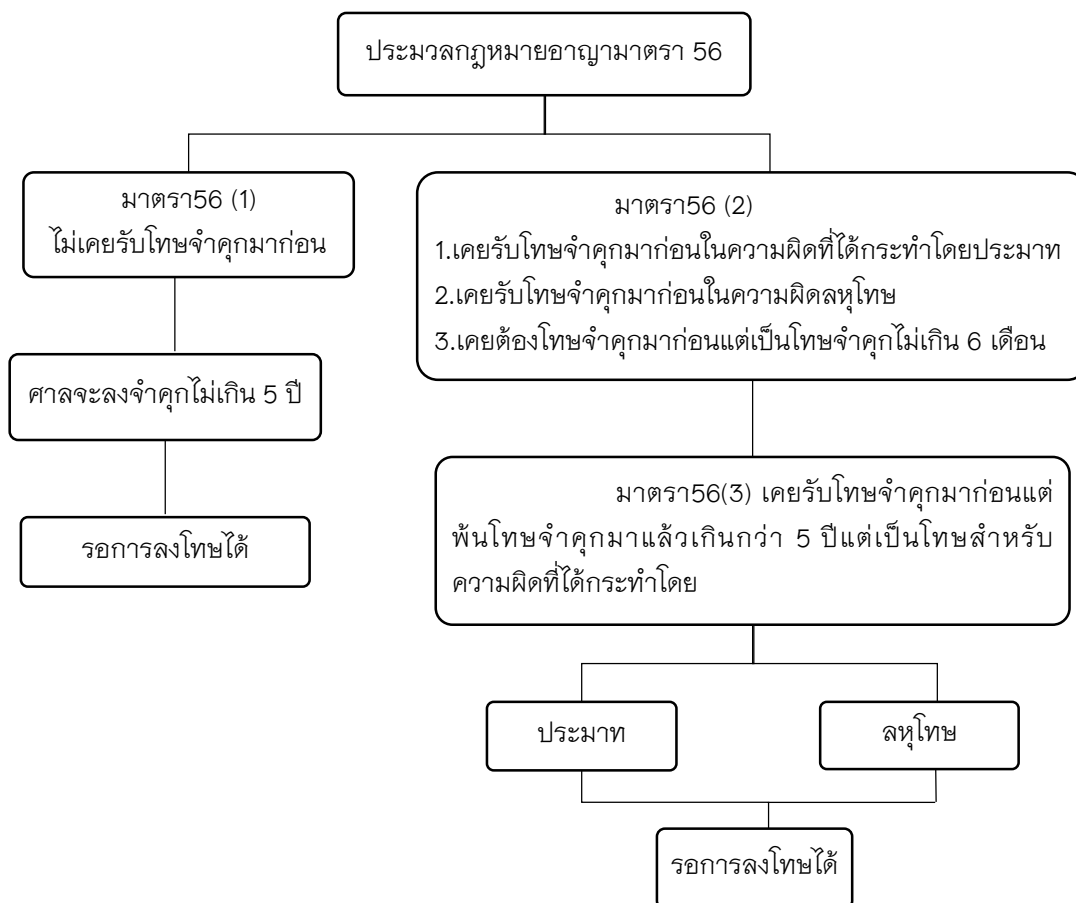 ประมวลกฎหมายอาญามาตรา 56
มาตรา56 (1)
ไม่เคยรับโทษจำคุกมาก่อน
ศาลจะลงจำคุกไม่เกิน 5 ปี
รอการลงโทษได้
มาตรา56 (2)
1.เคยรับโทษจำคุกมาก่อนในความผิดที่ได้กระทำโดยประมาท
2.เคยรับโทษจำคุกมาก่อนในความผิดลหุโทษ
3.เคยต้องโทษจำคุกมาก่อนแต่เป็นโทษจำคุกไม่เกิน 6 เดือน
มาตรา56(3) เคยรับโทษจำคุกมาก่อนแต่
พ้นโทษจำคุกมาแล้วเกินกว่า 5 ปีแต่เป็นโทษสำหรับ
ความผิดที่ได้กระทำโดย
ประมาท
ลหุโทษ
รอการลงโทษได้